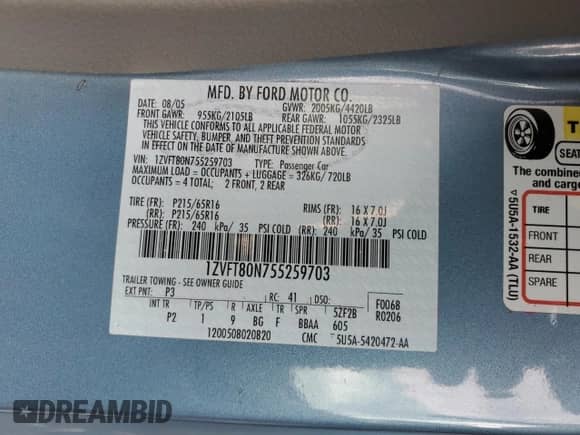 MFD. BY FORD MOTOR CO.
DATE: 08/05 GVWR: 2005KG/4420LB
FRONT GAWR: 955KG/2105LB REAR GAWR: 1055KG/2325LB
THIS VEHICLE CONFORMS TO ALL APPLICABLE FEDERAL MOTOR
VEHICLE SAFETY, BUMPER, AND THEFT PREVENTION STANDARDS
IN EFFECT ON THE DATE OF MANUFACTURE SHOWN ABOVE.
VIN: 1ZVFT80N755259703 TYPE: Passenger Car
MAXIMUM LOAD = OCCUPANTS + LUGGAGE = 326KG/ 720LB
OCCUPANTS = 4 TOTAL; 2 FRONT, 2 REAR
TIRE (FR): P215/65R16 RIMS (FR): 16 X 7.0J
(RR): P215/65R16 (RR): 16 X 7.0J
PRESSURE (FR): 240 kPa/ 35 PSI COLD (RR): 240 kPa/ 35 PSI COLD
1ZVFT80N755259703
TRAILER TOWING - SEE OWNER GUIDE
EXT PNT: P3 RC: 41 DSO: F0068
INT TR TP/PS R AXLE TR SPR 5ZF2B R0206
P2 1 9 BG F BBAA 605
1200508020820 CMC 5U5A-5420472-AA
SEAT
The combine
and carg
TIRE
FRONT
REAR
SPARE
5U5A-1532-AA (TLU)
DREAMBID